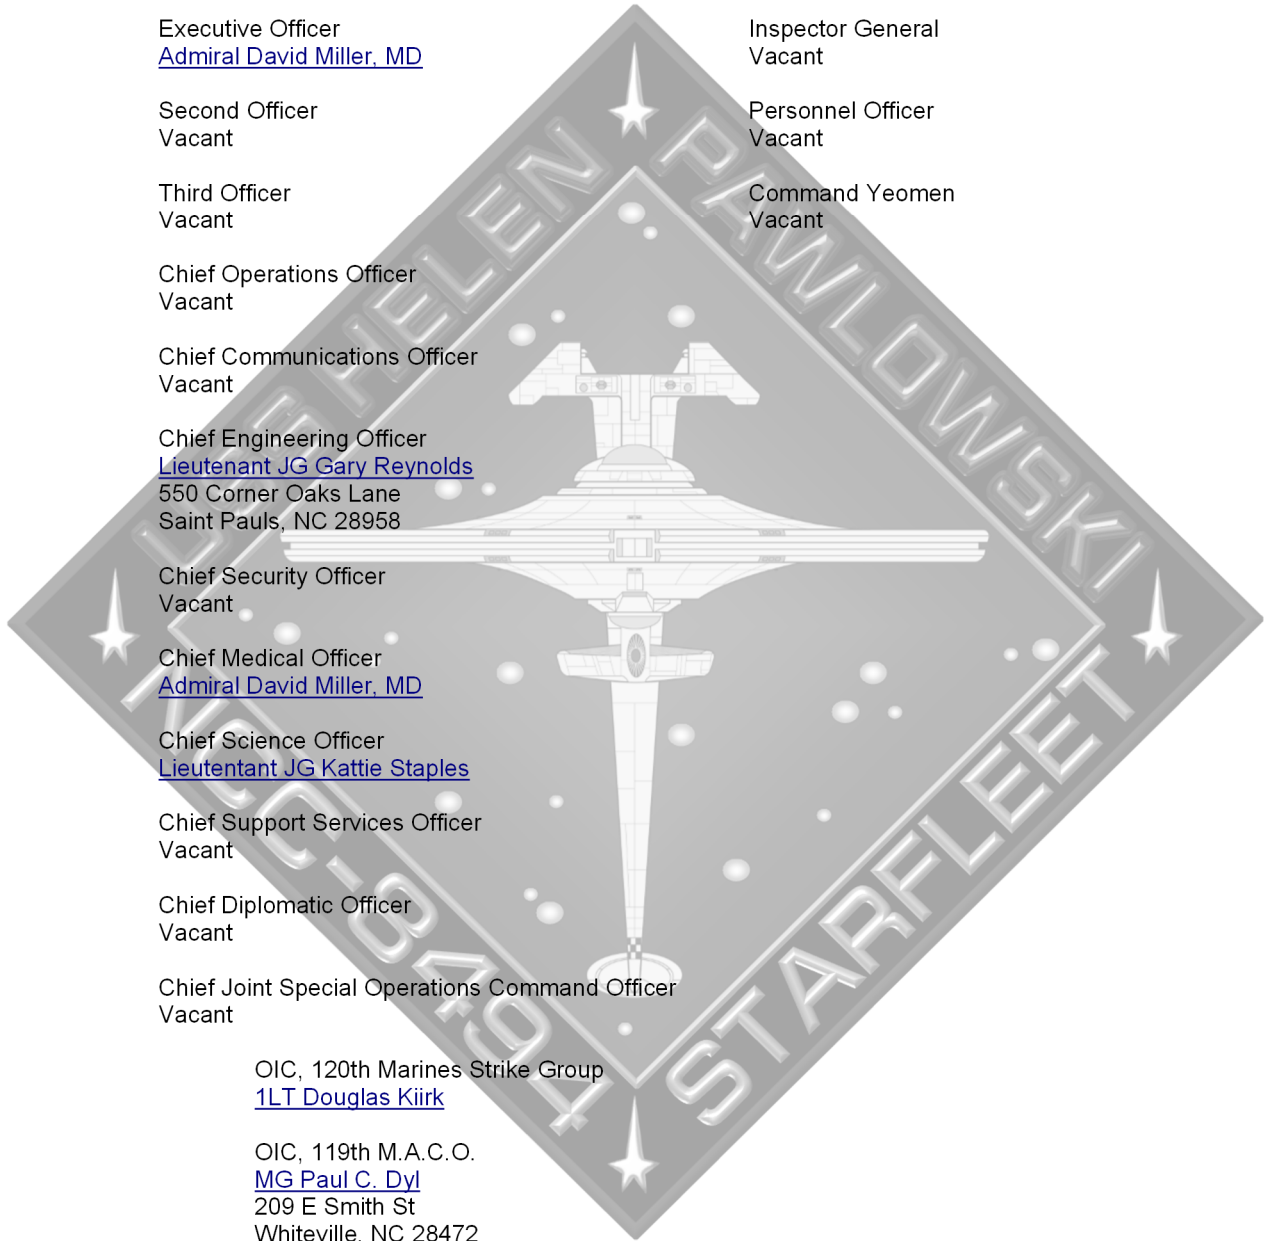 Executive Officer
Admiral David Miller, MD
Second Officer
Vacant
Third Officer
Vacant
Chief Operations Officer
Vacant
Chief Communications Officer
Vacant
Chief Engineering Officer
Lieutenant JG Gary Reynolds
550 Corner Oaks Lane
Saint Pauls, NC 28958
Chief Security Officer
Vacant
Chief Medical Officer
Admiral David Miller, MD
Chief Science Officer
Lieutentant JG Kattie Staples
Chief Support Services Officer
Vacant
Chief Diplomatic Officer
Vacant
Chief Joint Special Operations Command Officer
Vacant
OIC, 120th Marines Strike Group
1LT Douglas Kiirk
OIC, 119th M.A.C.O.
MG Paul C. Dyl
209 E Smith St
Whiteville, NC 28472
Inspector General
Vacant
Personnel Officer
Vacant
Command Yeomen
Vacant
USS HELEN
PAWLOWSKI
NCC-8494
STARFLEET